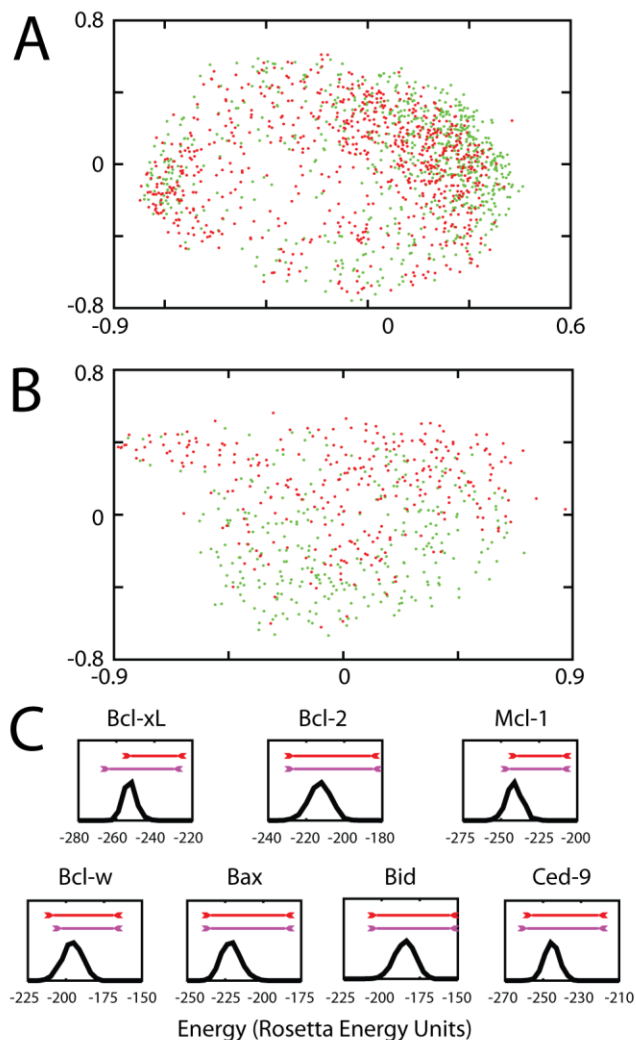 A
0.8
0
-0.8
-0.9 0 0.6
B
0.8
0
-0.8
-0.9 0 0.9
C
Bcl-xL Bcl-2 Mcl-1
-280 -260 -240 -220 -240 -220 -200 -180 -275 -250 -225 -200
Bcl-w Bax Bid Ced-9
-225 -200 -175 -150 -250 -225 -200 -175 -200 -175 -150 -270 -250 -230 -210
Energy (Rosetta Energy Units)